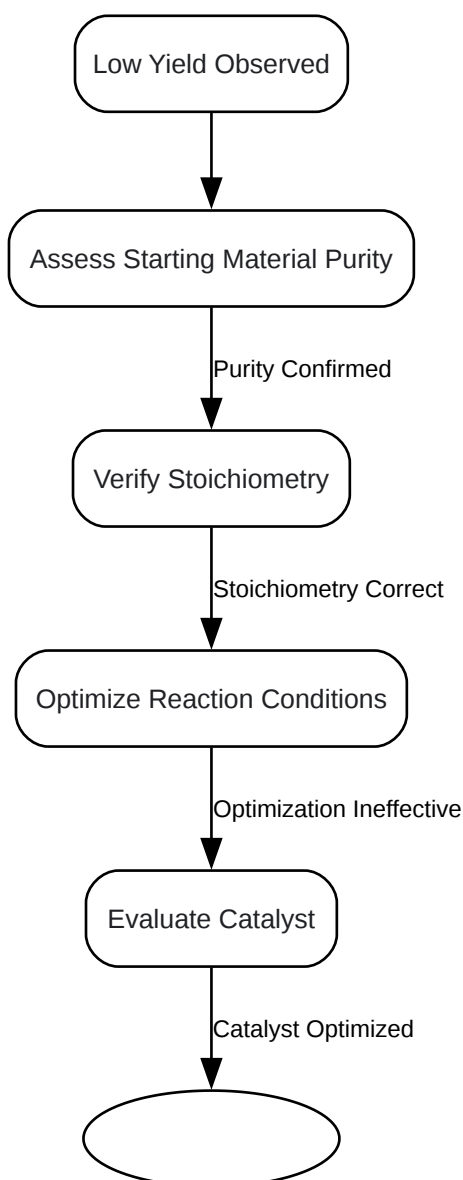 Low Yield Observed
Assess Starting Material Purity
Purity Confirmed
Verify Stoichiometry
Stoichiometry Correct
Optimize Reaction Conditions
Optimization Ineffective
Evaluate Catalyst
Catalyst Optimized